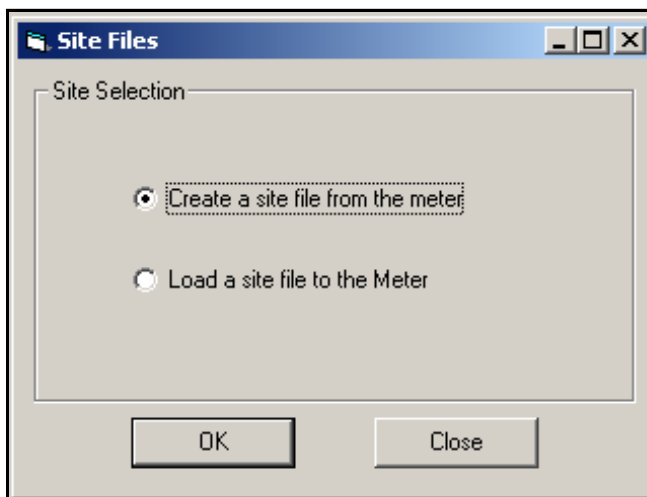 Site Files
Site Selection
Create a site file from the meter
Load a site file to the Meter
OK Close